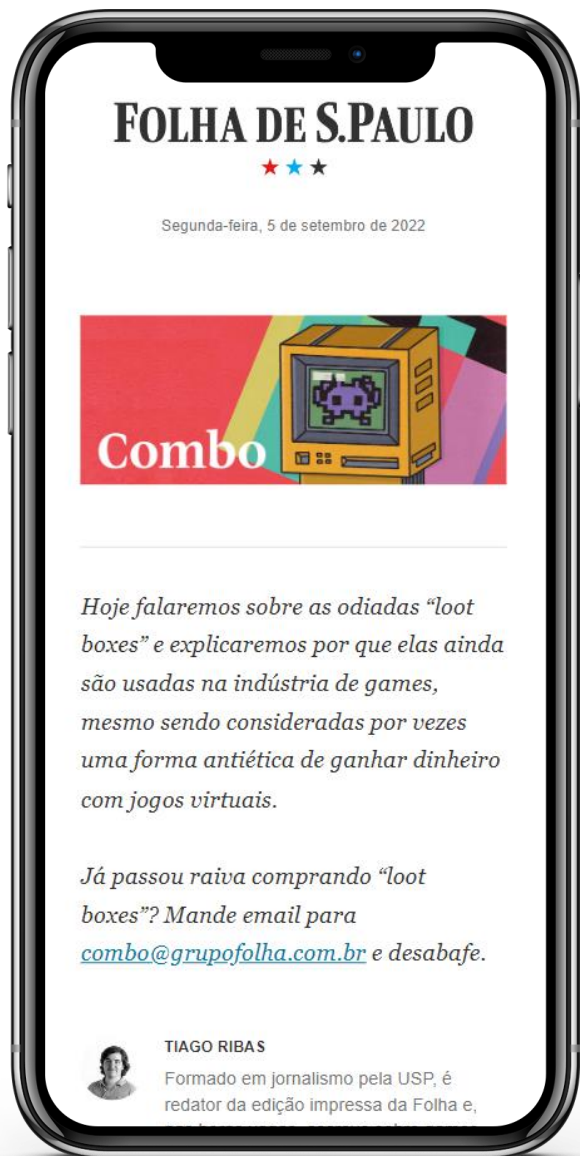 FOLHA DE S.PAULO
Segunda-feira, 5 de setembro de 2022
Combo
Hoje falaremos sobre as odiadas “loot
boxes” e explicaremos por que elas ainda
são usadas na indústria de games,
mesmo sendo consideradas por vezes
uma forma antiética de ganhar dinheiro
com jogos virtuais.
Já passou raiva comprando “loot
boxes”? Mande email para
combo@grupofolha.com.br e desabafe.
TIAGO RIBAS
Formado em jornalismo pela USP, é
redator da edição impressa da Folha e,